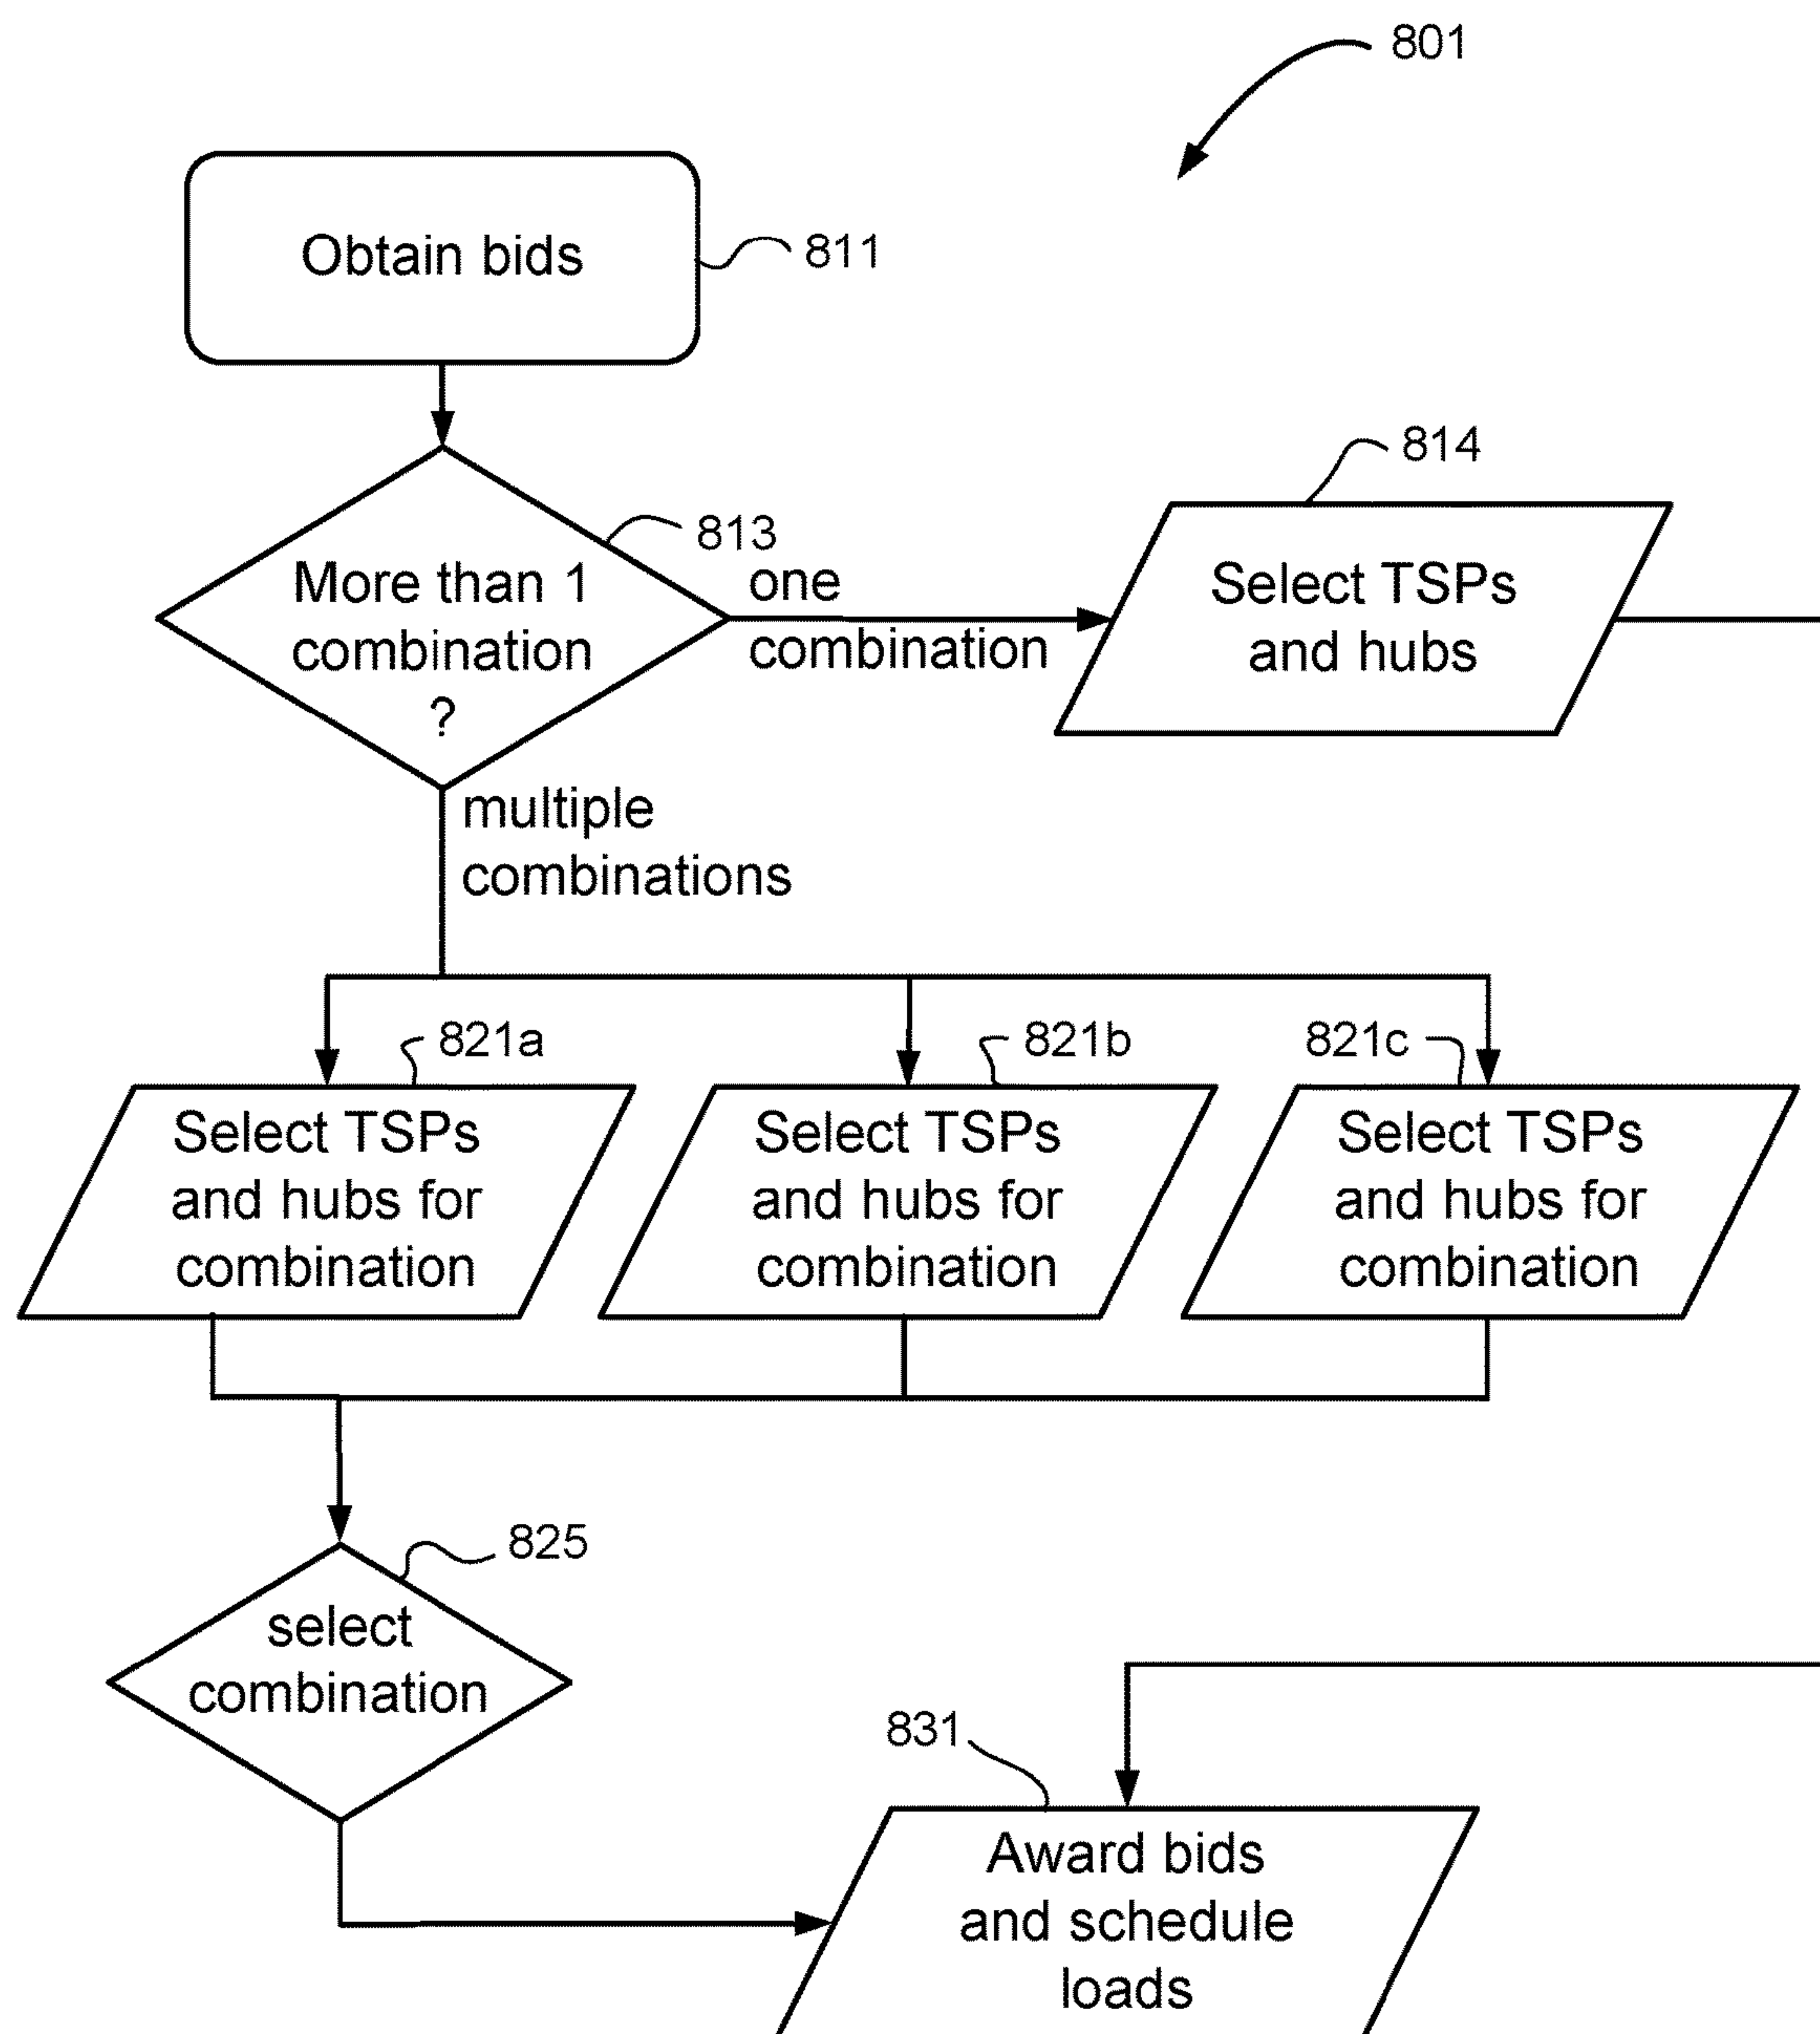 801
Obtain bids
811
814
813
More than 1
combination
?
one
combination
Select TSPs
and hubs
multiple
combinations
821a
821b
821c
Select TSPs
and hubs for
combination
Select TSPs
and hubs for
combination
Select TSPs
and hubs for
combination
825
select
combination
831
Award bids
and schedule
loads